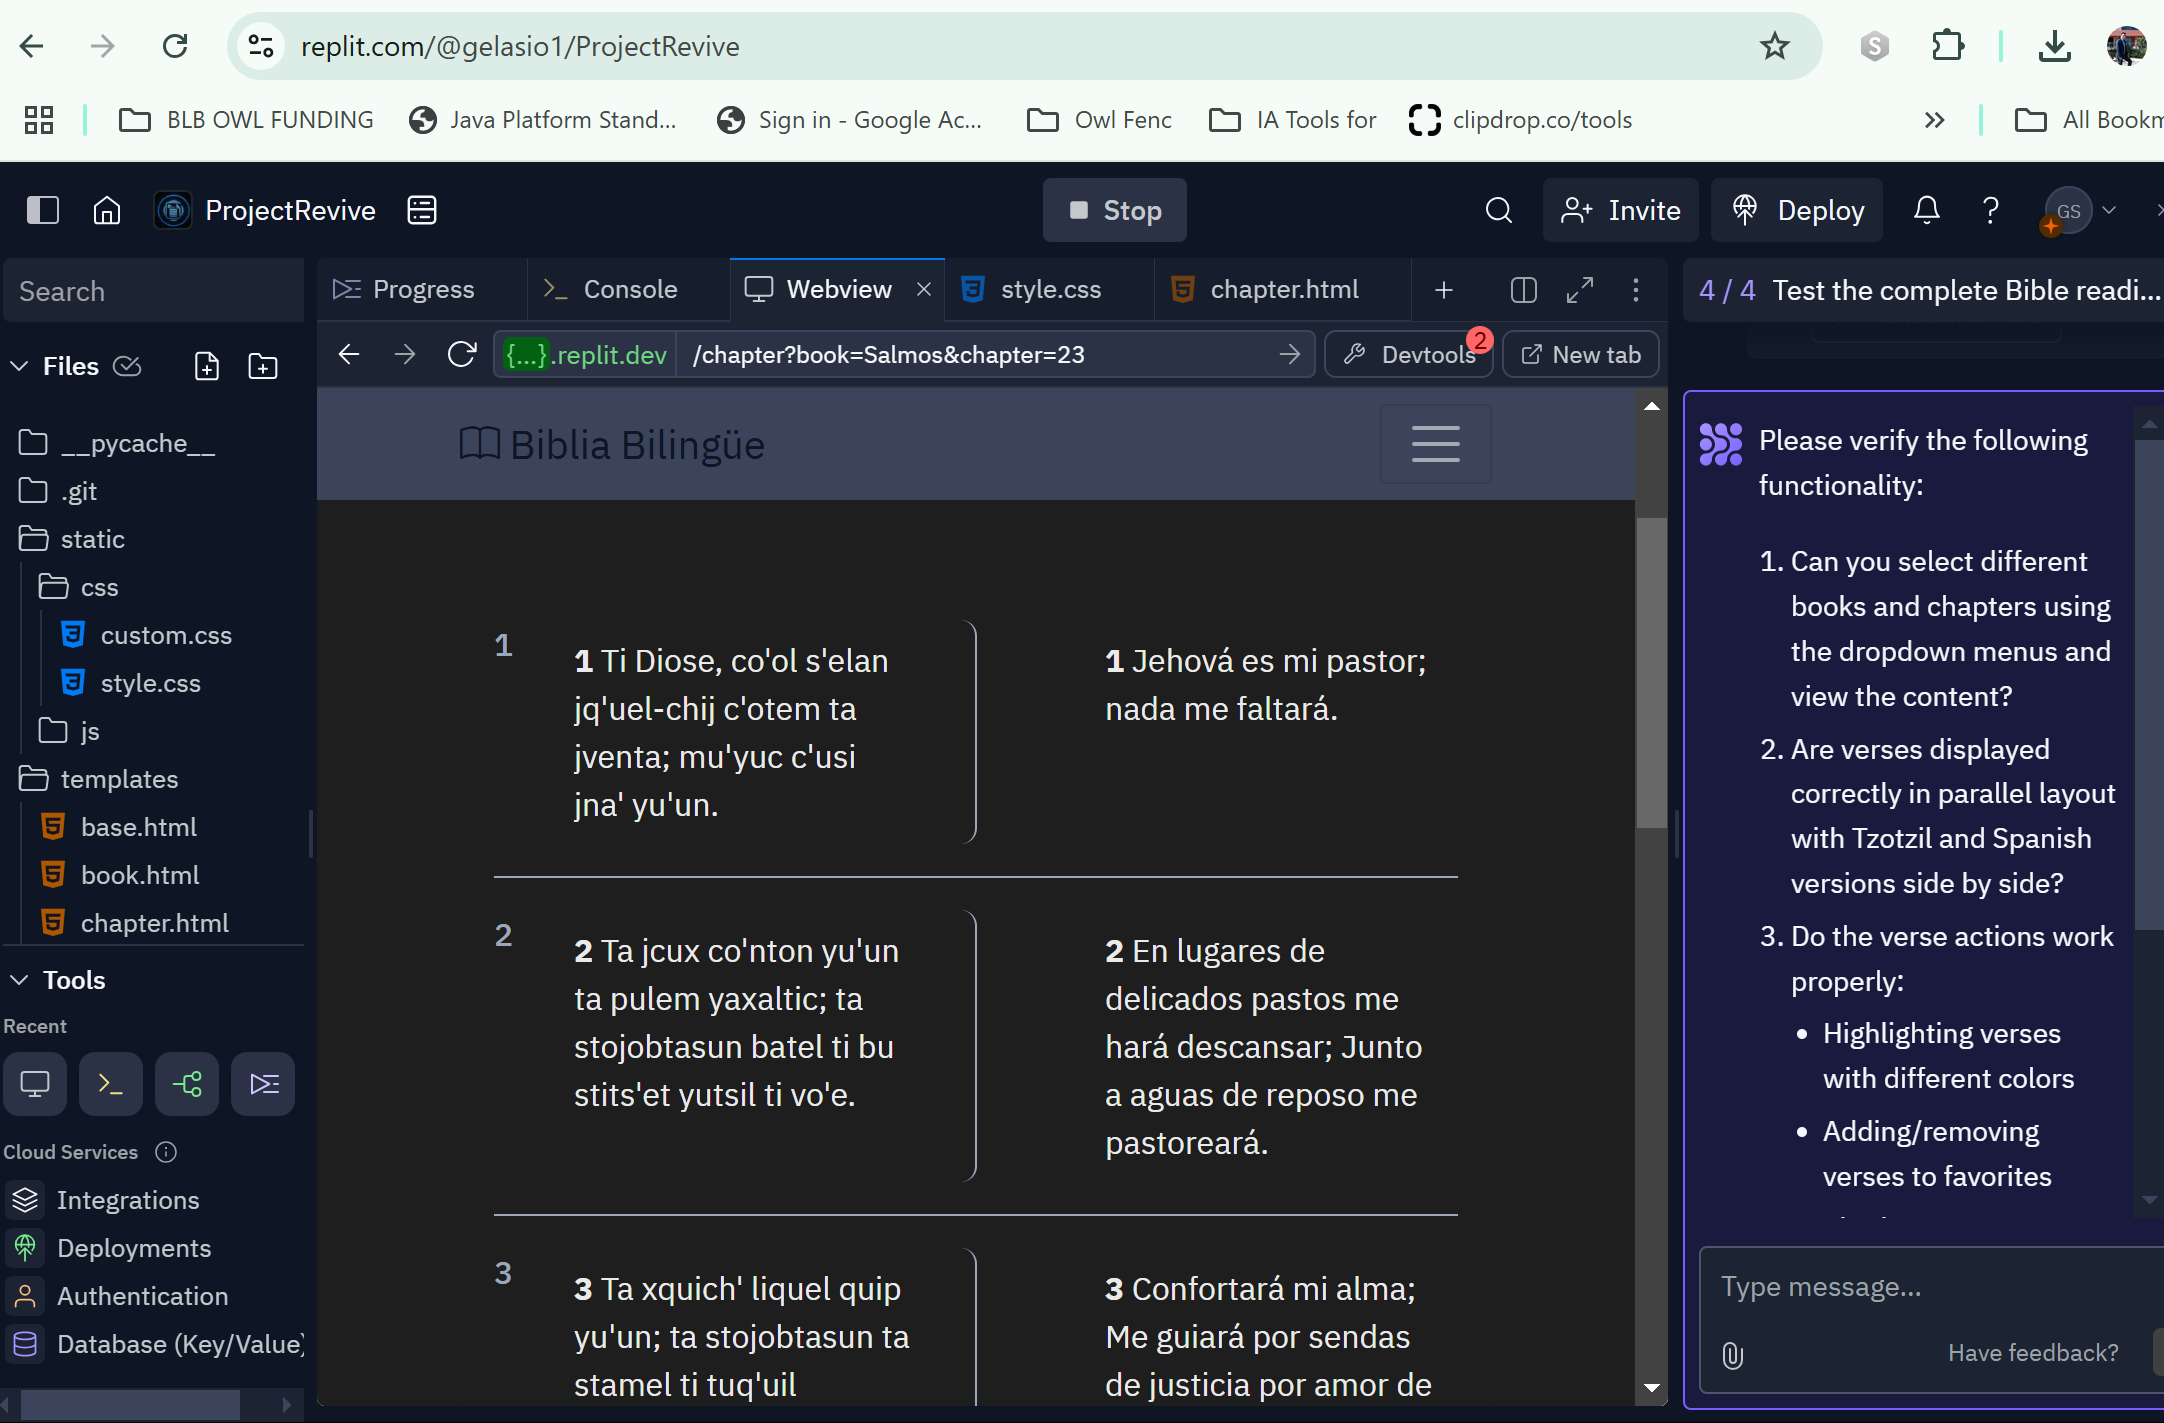 replit.com/@gelasio1/ProjectRevive
S
BLB OWL FUNDING
Java Platform Stand...
Sign in - Google Ac...
Owl Fenc
IA Tools for
clipdrop.co/tools
»
All Bookm
ProjectRevive
Stop
Invite
Deploy
?
GS
Search
Progress
Console
Webview
style.css
chapter.html
4 / 4 Test the complete Bible readi...
{...}.replit.dev
/chapter?book=Salmos&chapter=23
Devtools
2
New tab
Files
__pycache__
.git
static
css
custom.css
style.css
js
templates
base.html
book.html
chapter.html
Tools
Recent
Cloud Services
Integrations
Deployments
Authentication
Database (Key/Value)
Biblia Bilingüe
1
1 Ti Diose, co'ol s'elan
jq'uel-chij c'otem ta
jventa; mu'yuc c'usi
jna' yu'un.
1 Jehová es mi pastor;
nada me faltará.
2
2 Ta jcux co'nton yu'un
ta pulem yaxaltic; ta
stojobtasun batel ti bu
stits'et yutsil ti vo'e.
2 En lugares de
delicados pastos me
hará descansar; Junto
a aguas de reposo me
pastoreará.
3
3 Ta xquich' liquel quip
yu'un; ta stojobtasun ta
stamel ti tuq'uil
3 Confortará mi alma;
Me guiará por sendas
de justicia por amor de
Please verify the following
functionality:
1. Can you select different
books and chapters using
the dropdown menus and
view the content?
2. Are verses displayed
correctly in parallel layout
with Tzotzil and Spanish
versions side by side?
3. Do the verse actions work
properly:
• Highlighting verses
with different colors
• Adding/removing
verses to favorites
Type message...
Have feedback?